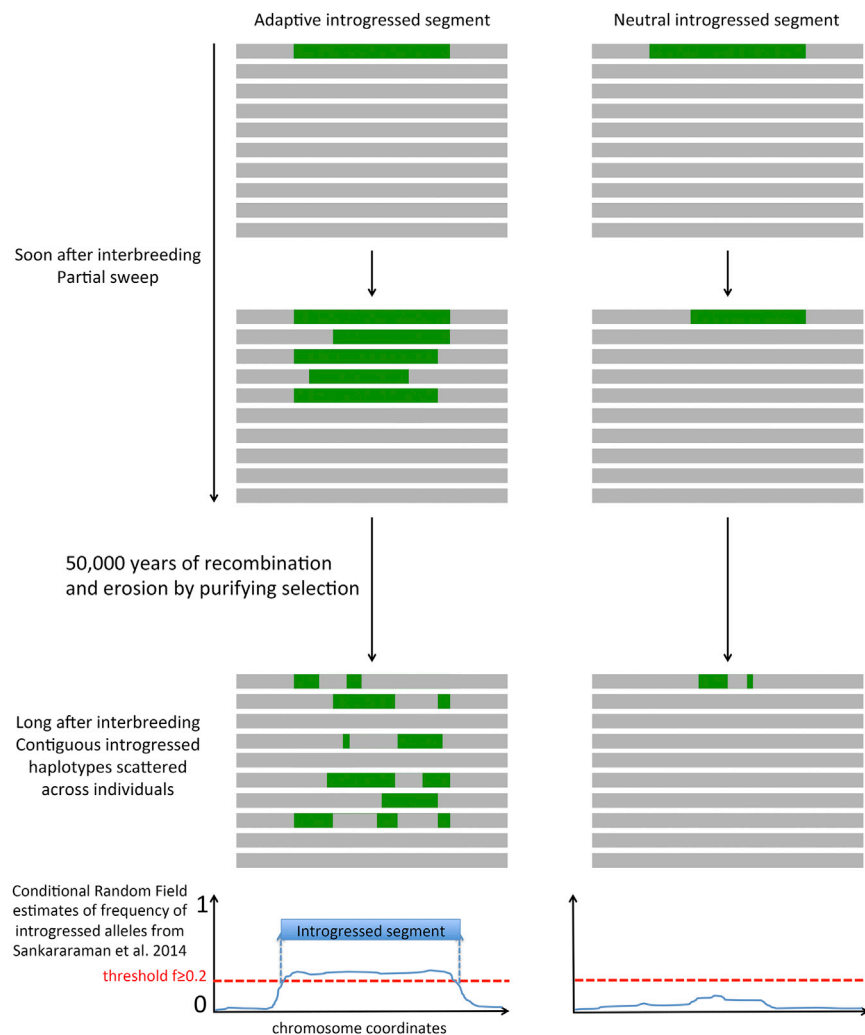 Adaptive introgressed segment
Neutral introgressed segment
Soon after interbreeding
Partial sweep
50,000 years of recombination
and erosion by purifying selection
Long after interbreeding
Contiguous introgressed
haplotypes scattered
across individuals
Conditional Random Field
estimates of frequency of
introgressed alleles from
Sankararaman et al. 2014
1
Introgressed segment
threshold f≥0.2
0
chromosome coordinates